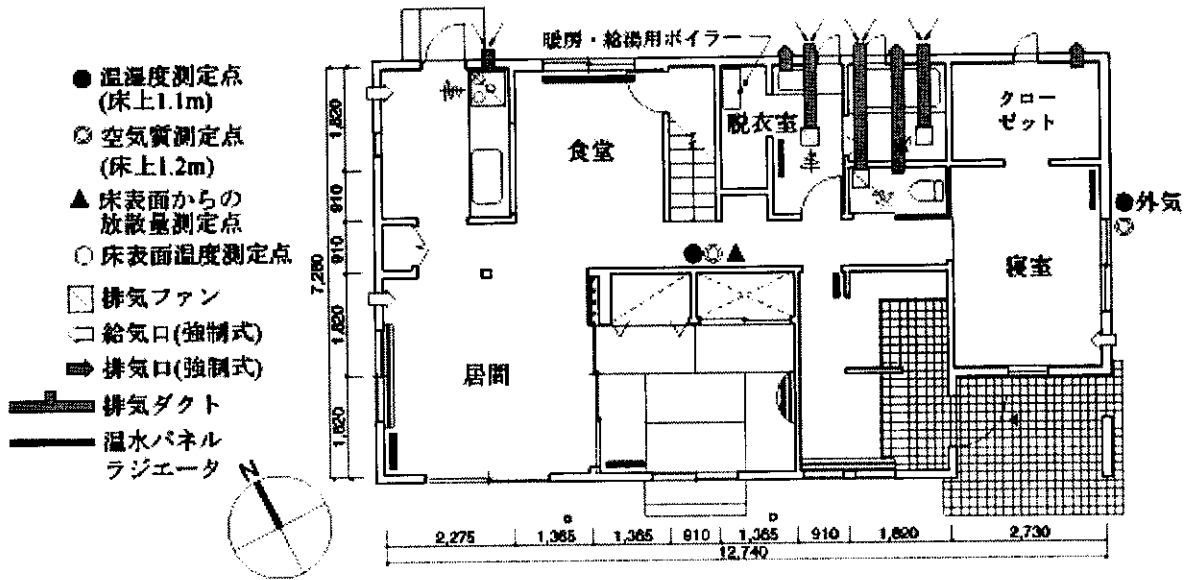 暖房・給湯用ボイラー
● 温湿度測定点
(床上1.1m)
空気質測定点
(床上1.2m)
▲ 床表面からの
放散量測定点
○ 床表面温度測定点
排気ファン
給気口(強制式)
排気口(強制式)
排気ダクト
温水パネル
ラジエータ
N
食堂
脱衣室
クロー
ゼット
外気
寝室
居間
1,820
910
910
1,820
1,820
7,280
2,275
1,365
1,365
910
1,365
910
1,820
2,730
12,740